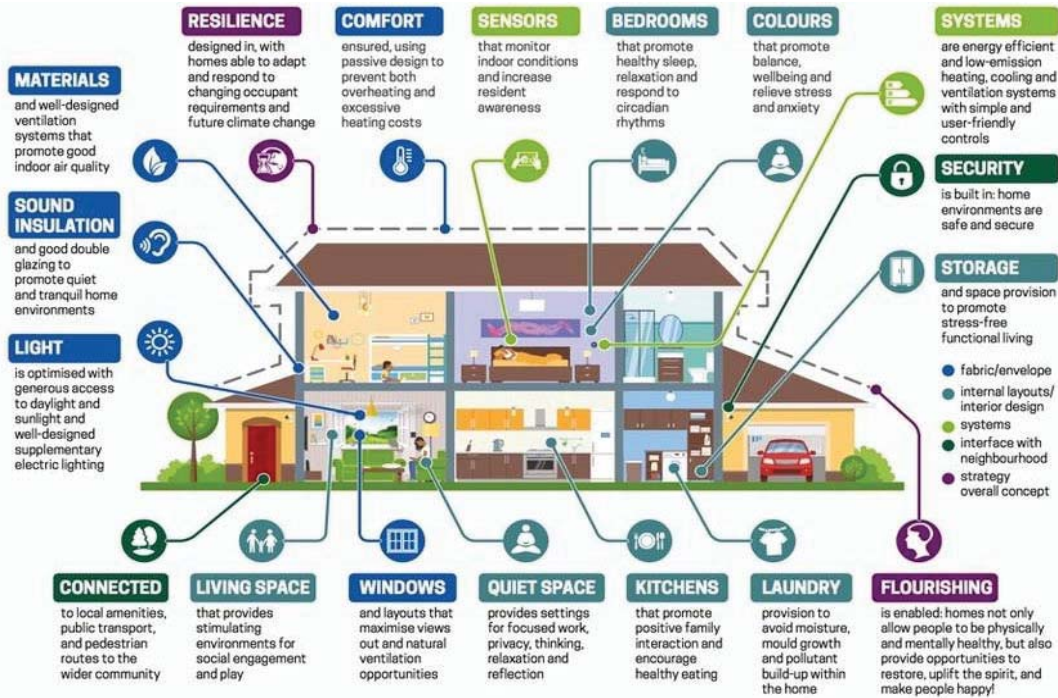 RESILIENCE
designed in, with
homes able to adapt
and respond to
changing occupant
requirements and
future climate change
COMFORT
ensured, using
passive design to
prevent both
overheating and
excessive
heating costs
SENSORS
that monitor
indoor conditions
and increase
resident
awareness
BEDROOMS
that promote
healthy sleep,
relaxation and
respond to
circadian
rhythms
COLOURS
that promote
balance,
wellbeing and
relieve stress
and anxiety
SYSTEMS
are energy efficient
and low-emission
heating, cooling and
ventilation systems
with simple and
user-friendly
controls
MATERIALS
and well-designed
ventilation
systems that
promote good
indoor air quality
SOUND
INSULATION
and good double
glazing to
promote quiet
and tranquil home
environments
LIGHT
is optimised with
generous access
to daylight and
sunlight and
well-designed
supplementary
electric lighting
SECURITY
is built in: home
environments are
safe and secure
STORAGE
and space provision
to promote
stress-free
functional living
fabric/envelope
internal layouts/
interior design
systems
interface with
neighbourhood
strategy
overall concept
CONNECTED
to local amenities,
public transport,
and pedestrian
routes to the
wider community
LIVING SPACE
that provides
stimulating
environments for
social engagement
and play
WINDOWS
and layouts that
maximise views
out and natural
ventilation
opportunities
QUIET SPACE
provides settings
for focused work,
privacy, thinking,
relaxation and
reflection
KITCHENS
that promote
positive family
interaction and
encourage
healthy eating
LAUNDRY
provision to
avoid moisture,
mould growth
and pollutant
build-up within
the home
FLOURISHING
is enabled: homes not only
allow people to be physically
and mentally healthy, but also
provide opportunities to
restore, uplift the spirit, and
make people happy!